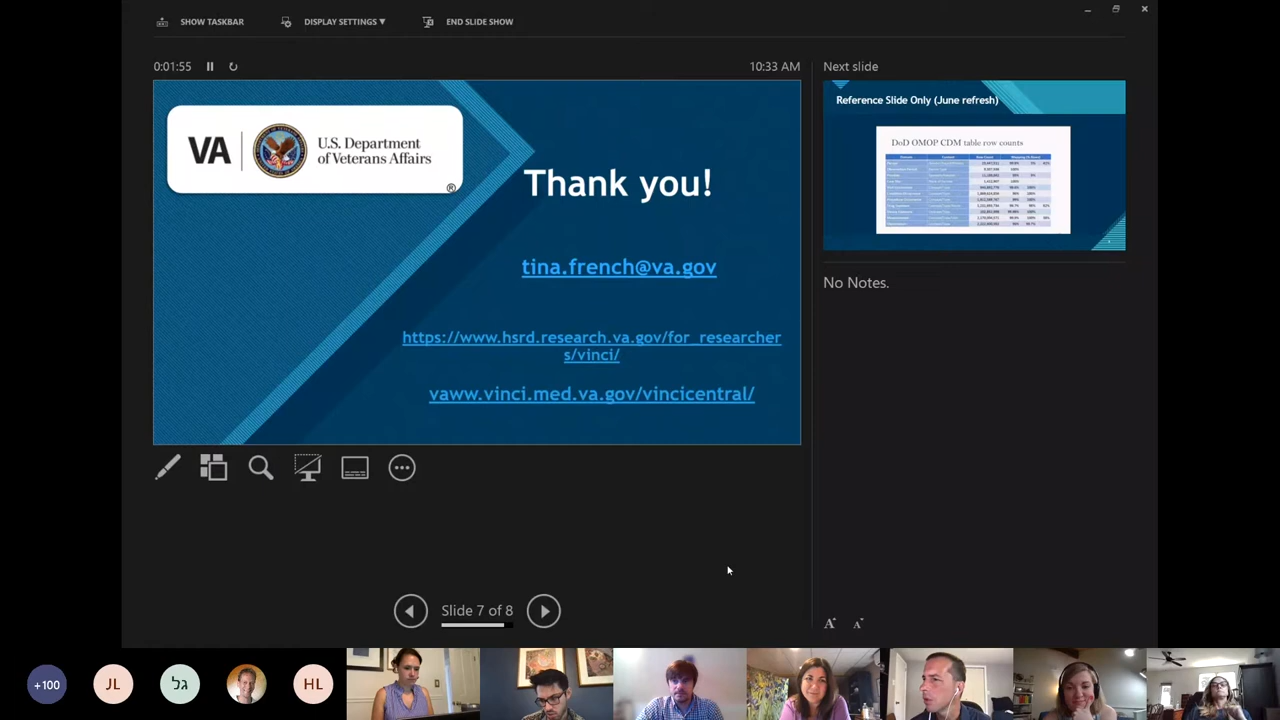 SHOW TASKBAR
DISPLAY SETTINGS ▼
END SLIDE SHOW
0:01:55
10:33 AM
Next slide
VA
U.S. Department
of Veterans Affairs
®
Thank you!
tina.french@va.gov
https://www.hsrd.research.va.gov/for_researcher
s/vinci/
vaww.vinci.med.va.gov/vincicentral/
Reference Slide Only (June refresh)
DoD OMOP CDM table row counts
No Notes.
Slide 7 of 8
A A
+100
JL
גל
HL